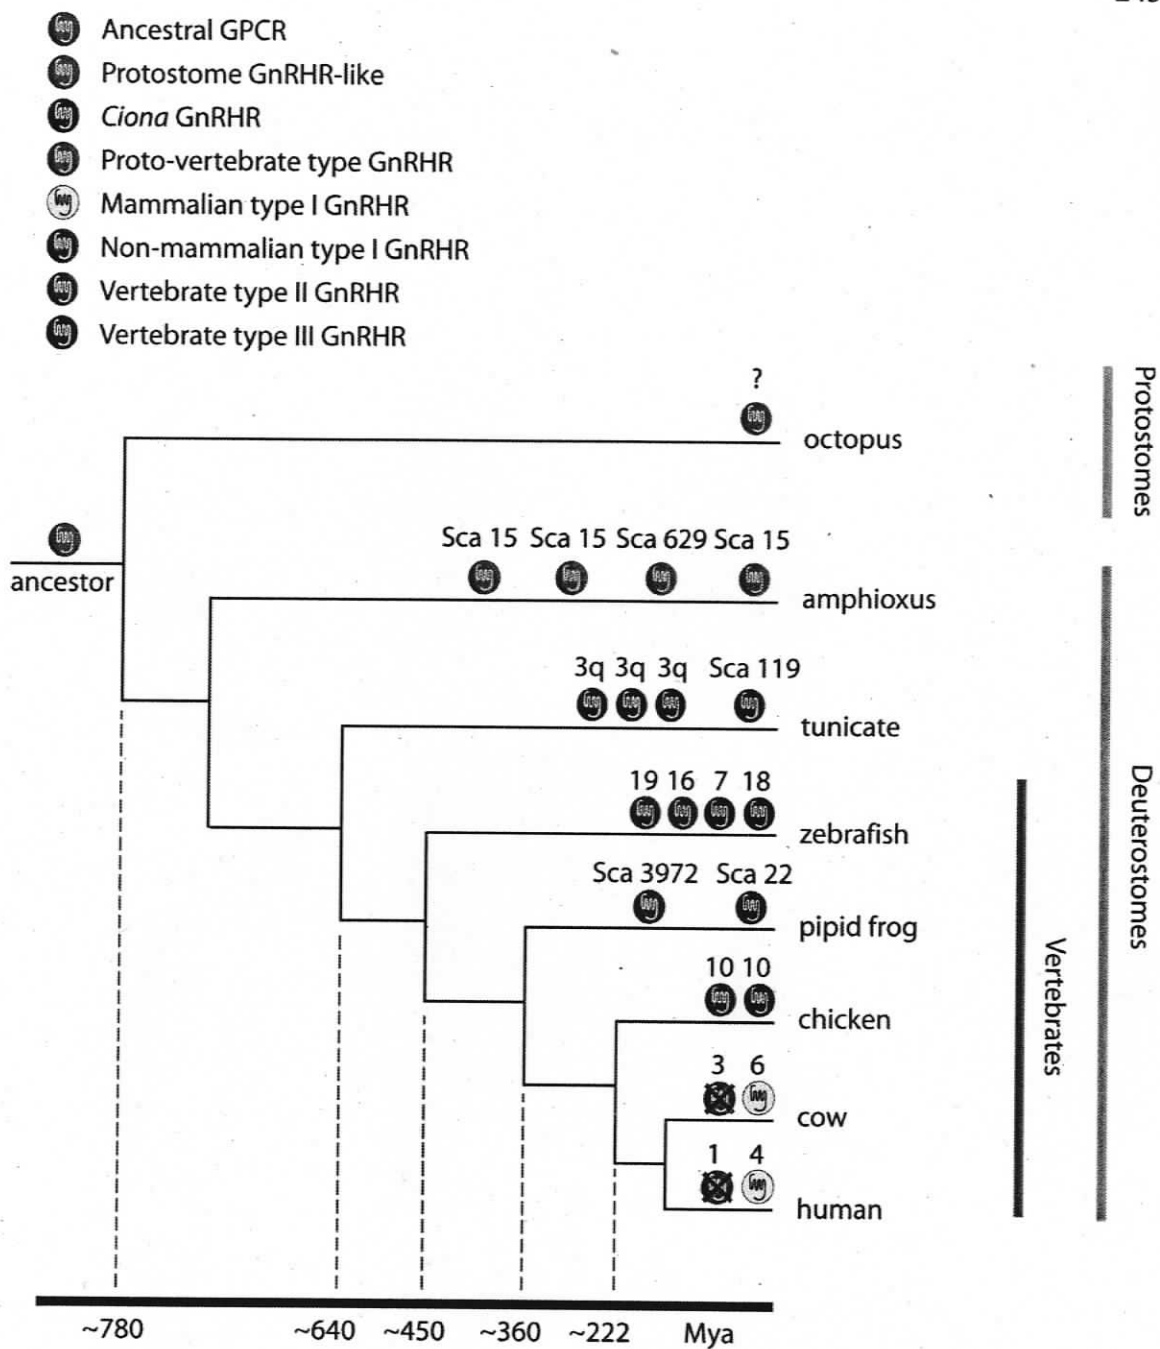 Ancestral GPCR
Protostome GnRHR-like
Ciona GnRHR
Proto-vertebrate type GnRHR
Mammalian type I GnRHR
Non-mammalian type I GnRHR
Vertebrate type II GnRHR
Vertebrate type III GnRHR
?
octopus
Protostomes
ancestor
Sca 15 Sca 15 Sca 629 Sca 15
amphioxus
3q 3q 3q Sca 119
tunicate
19 16 7 18
zebrafish
Sca 3972 Sca 22
pipid frog
10 10
chicken
3 6
cow
1 4
human
Vertebrates
Deuterostomes
~780 ~640 ~450 ~360 ~222 Mya